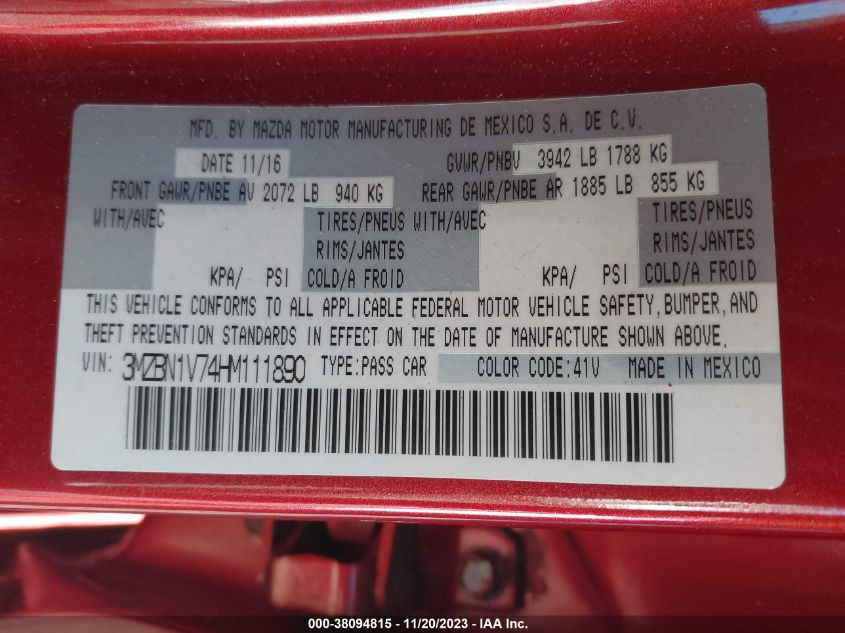 MFD. BY MAZDA MOTOR MANUFACTURING DE MEXICO S.A. DE C.V.
DATE 11/16 GVWR/PNBV 3942 LB 1788 KG
FRONT GAWR/PNBE AV 2072 LB 940 KG REAR GAWR/PNBE AR 1885 LB 855 KG
WITH/AVEC TIRES/PNEUS WITH/AVEC TIRES/PNEUS
RIMS/JANTES RIMS/JANTES
KPA/ PSI COLD/A FROID KPA/ PSI COLD/A FROID
THIS VEHICLE CONFORMS TO ALL APPLICABLE FEDERAL MOTOR VEHICLE SAFETY, BUMPER, AND
THEFT PREVENTION STANDARDS IN EFFECT ON THE DATE OF MANUFACTURE SHOWN ABOVE.
VIN: 3MZBN1V74HM111890 TYPE:PASS CAR COLOR CODE:41V MADE IN MEXICO
000-38094815 - 11/20/2023 - IAA Inc.